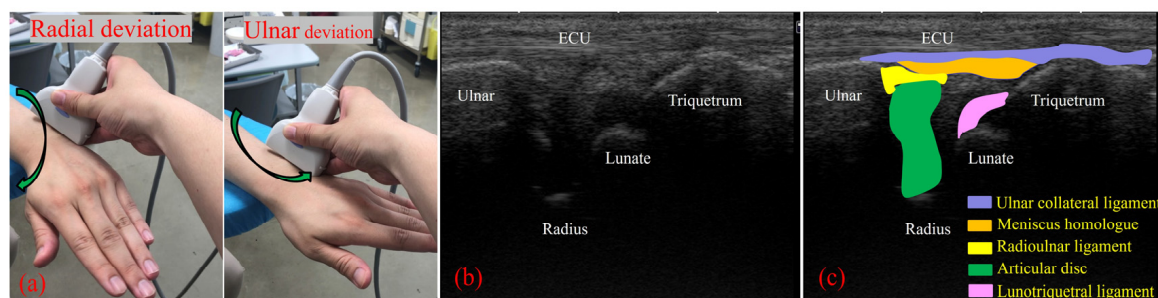 Radial deviation
Ulnar deviation
(a)
ECU
Ulnar
Triquetrum
Lunate
Radius
(b)
ECU
Ulnar
Triquetrum
Lunate
Radius
Ulnar collateral ligament
Meniscus homologue
Radioulnar ligament
Articular disc
Lunotriquetral ligament
(c)